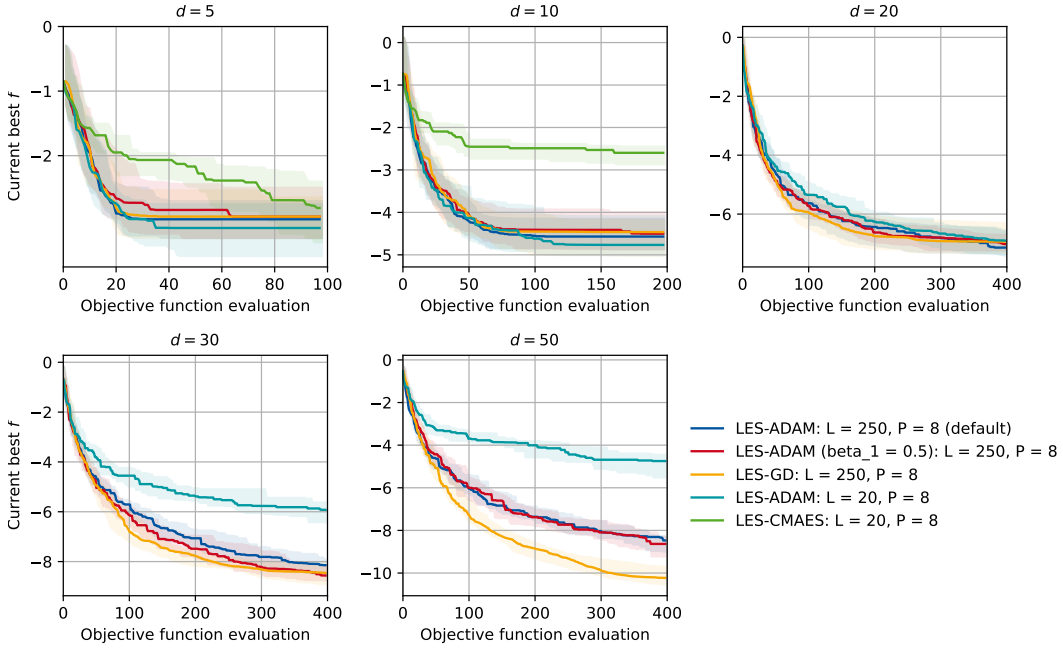 d = 5
0
−1
−2
Current best f
0 20 40 60 80 100
Objective function evaluation
d = 10
0
−1
−2
−3
−4
−5
0 50 100 150 200
Objective function evaluation
d = 20
0
−2
−4
−6
0 100 200 300 400
Objective function evaluation
d = 30
0
−2
−4
−6
−8
Current best f
0 100 200 300 400
Objective function evaluation
d = 50
0
−2
−4
−6
−8
−10
0 100 200 300 400
Objective function evaluation
LES-ADAM: L = 250, P = 8 (default)
LES-ADAM (beta_1 = 0.5): L = 250, P = 8
LES-GD: L = 250, P = 8
LES-ADAM: L = 20, P = 8
LES-CMAES: L = 20, P = 8